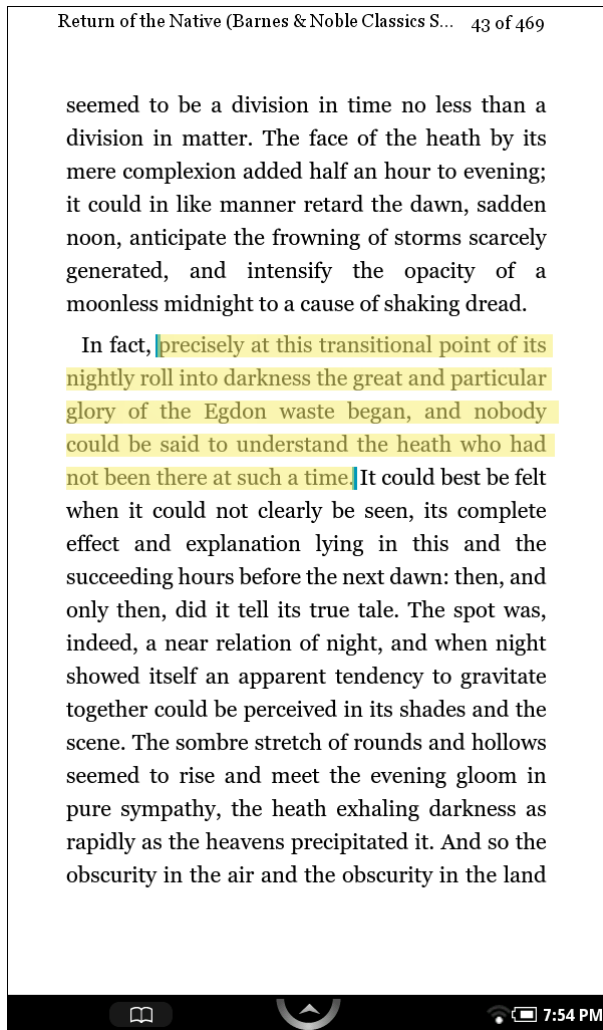 Return of the Native (Barnes & Noble Classics S... 43 of 469
seemed to be a division in time no less than a
division in matter. The face of the heath by its
mere complexion added half an hour to evening;
it could in like manner retard the dawn, sadden
noon, anticipate the frowning of storms scarcely
generated, and intensify the opacity of a
moonless midnight to a cause of shaking dread.
In fact, precisely at this transitional point of its
nightly roll into darkness the great and particular
glory of the Egdon waste began, and nobody
could be said to understand the heath who had
not been there at such a time. It could best be felt
when it could not clearly be seen, its complete
effect and explanation lying in this and the
succeeding hours before the next dawn: then, and
only then, did it tell its true tale. The spot was,
indeed, a near relation of night, and when night
showed itself an apparent tendency to gravitate
together could be perceived in its shades and the
scene. The sombre stretch of rounds and hollows
seemed to rise and meet the evening gloom in
pure sympathy, the heath exhaling darkness as
rapidly as the heavens precipitated it. And so the
obscurity in the air and the obscurity in the land
7:54 PM